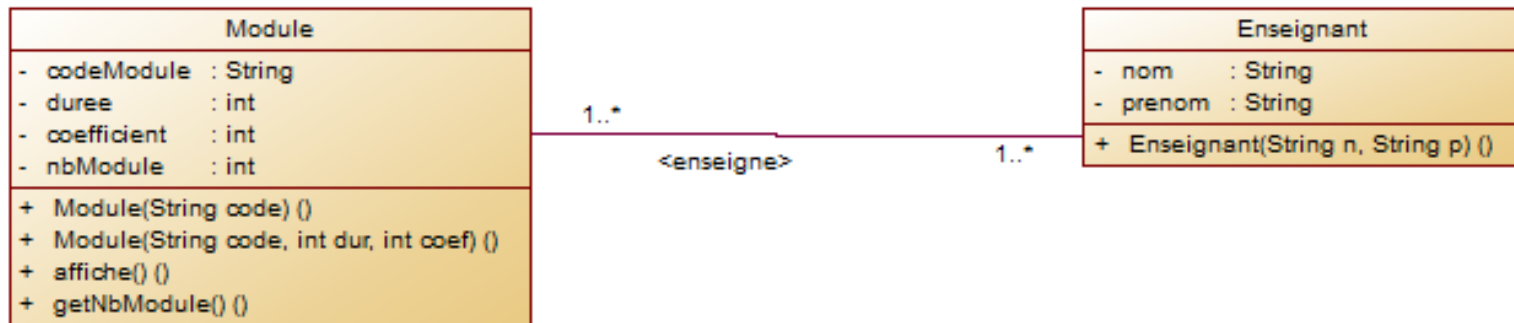 Module
- codeModule : String
- duree : int
- coefficient : int
- nbModule : int
+ Module(String code) ()
+ Module(String code, int dur, int coef) ()
+ affiche() ()
+ getNbModule() ()
1..*
<enseigne>
1..*
Enseignant
- nom : String
- prenom : String
+ Enseignant(String n, String p) ()